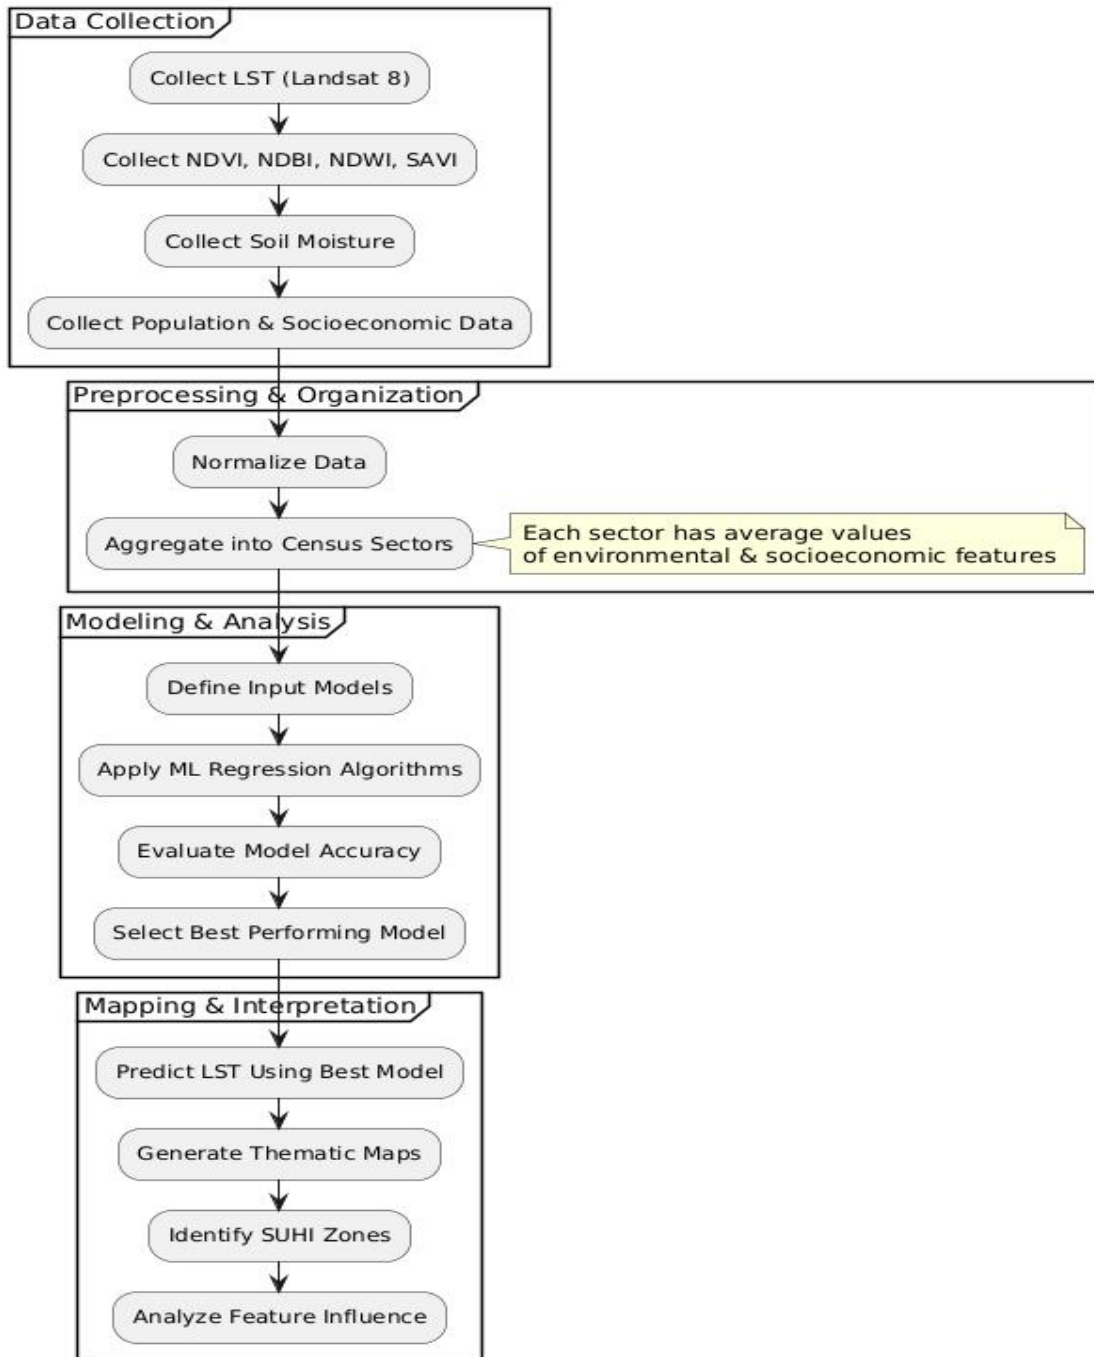 Data Collection
Collect LST (Landsat 8)
Collect NDVI, NDBI, NDWI, SAVI
Collect Soil Moisture
Collect Population & Socioeconomic Data
Preprocessing & Organization
Normalize Data
Aggregate into Census Sectors
Each sector has average values
of environmental & socioeconomic features
Modeling & Analysis
Define Input Models
Apply ML Regression Algorithms
Evaluate Model Accuracy
Select Best Performing Model
Mapping & Interpretation
Predict LST Using Best Model
Generate Thematic Maps
Identify SUHI Zones
Analyze Feature Influence